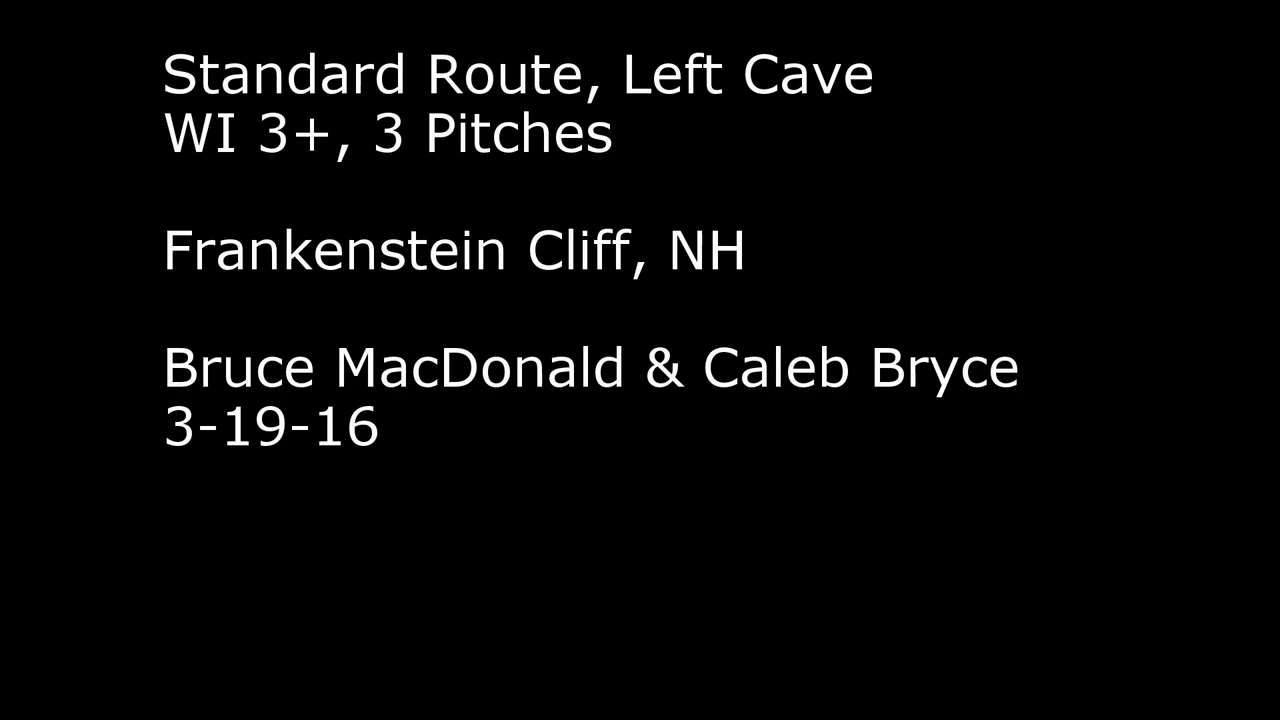 Standard Route, Left Cave
WI 3+, 3 Pitches
Frankenstein Cliff, NH
Bruce MacDonald & Caleb Bryce
3-19-16